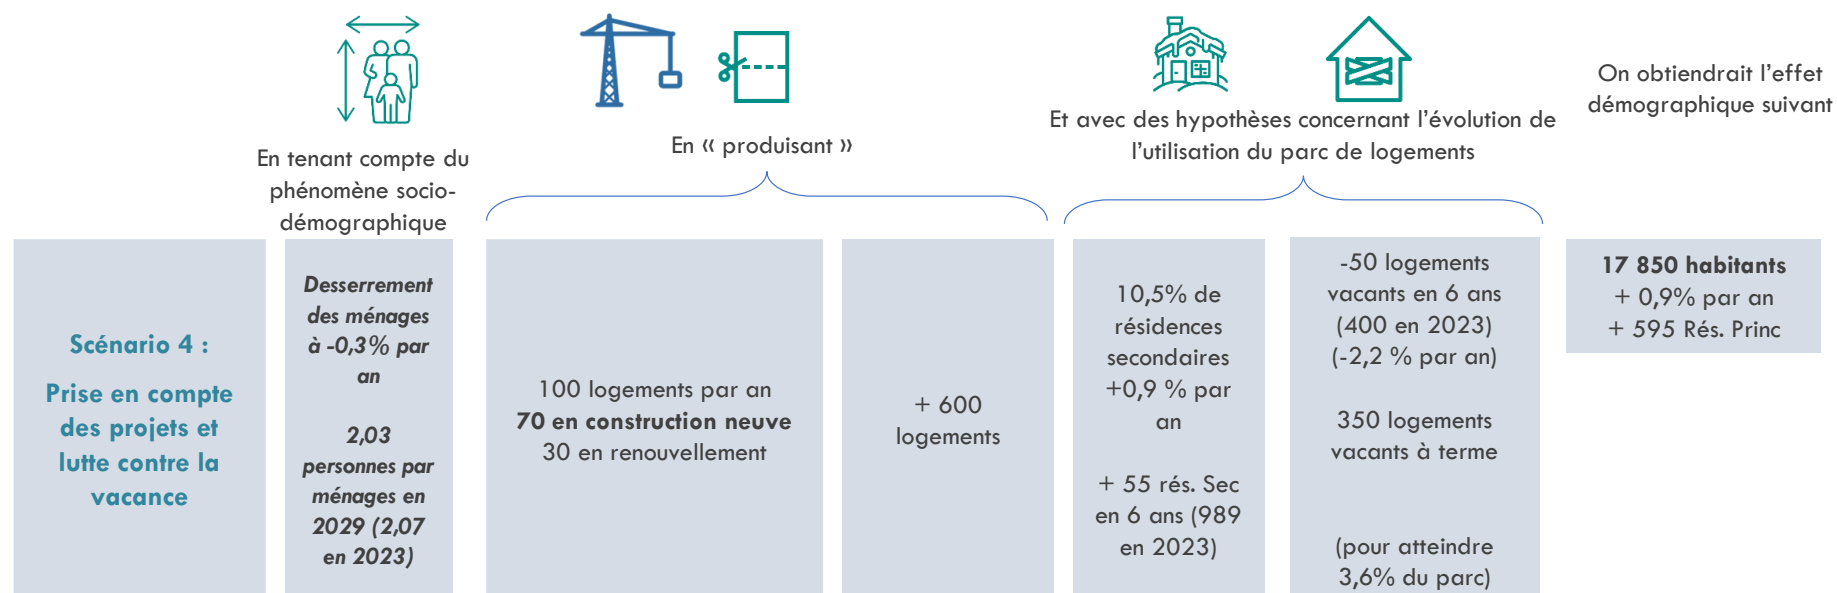 En tenant compte du
phénomène socio-
démographique
En « produisant »
Et avec des hypothèses concernant l'évolution de
l'utilisation du parc de logements
On obtiendrait l'effet
démographique suivant
Scénario 4 :
Prise en compte
des projets et
lutte contre la
vacance
Desserrement
des ménages
à -0,3% par
an
2,03
personnes par
ménages en
2029 (2,07
en 2023)
100 logements par an
70 en construction neuve
30 en renouvellement
+ 600
logements
10,5% de
résidences
secondaires
+0,9 % par
an
+ 55 rés. Sec
en 6 ans (989
en 2023)
-50 logements
vacants en 6 ans
(400 en 2023)
(-2,2 % par an)
350 logements
vacants à terme
(pour atteindre
3,6% du parc)
17 850 habitants
+ 0,9% par an
+ 595 Rés. Princ